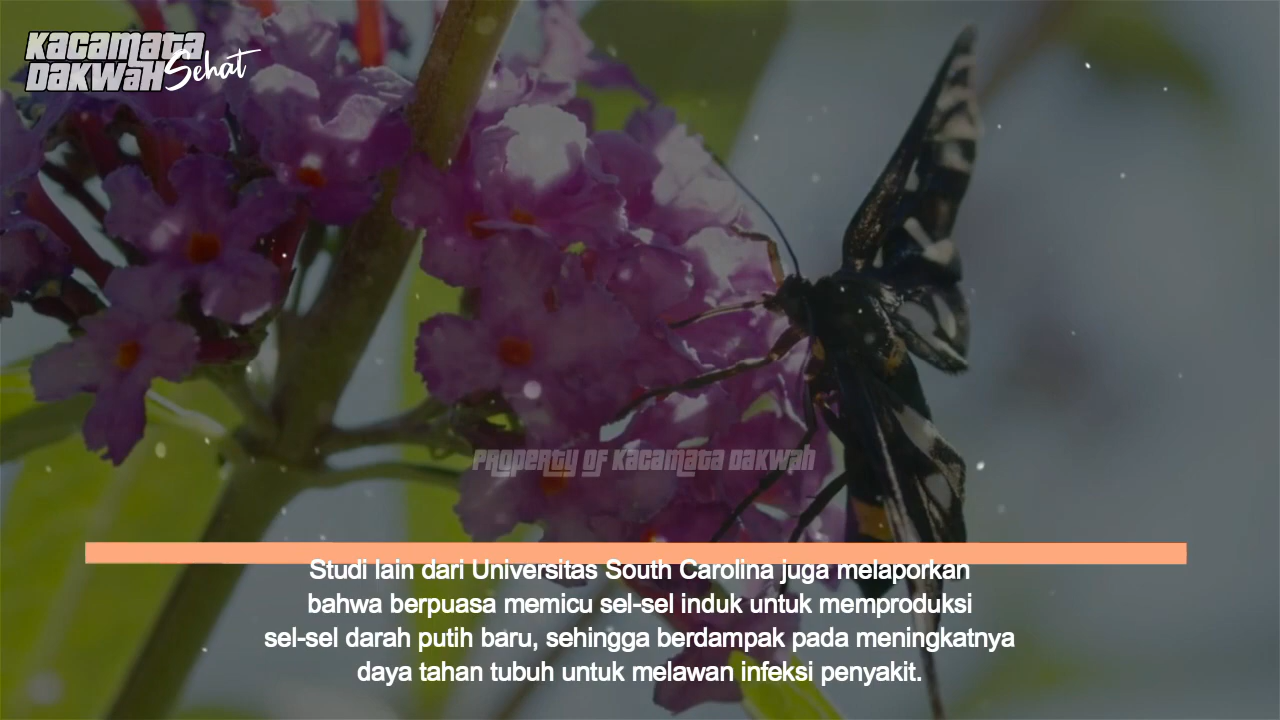 Kacamata
Dakwah Sehat
Property of Kacamata Dakwah
Studi lain dari Universitas South Carolina juga melaporkan
bahwa berpuasa memicu sel-sel induk untuk memproduksi
sel-sel darah putih baru, sehingga berdampak pada meningkatnya
daya tahan tubuh untuk melawan infeksi penyakit.